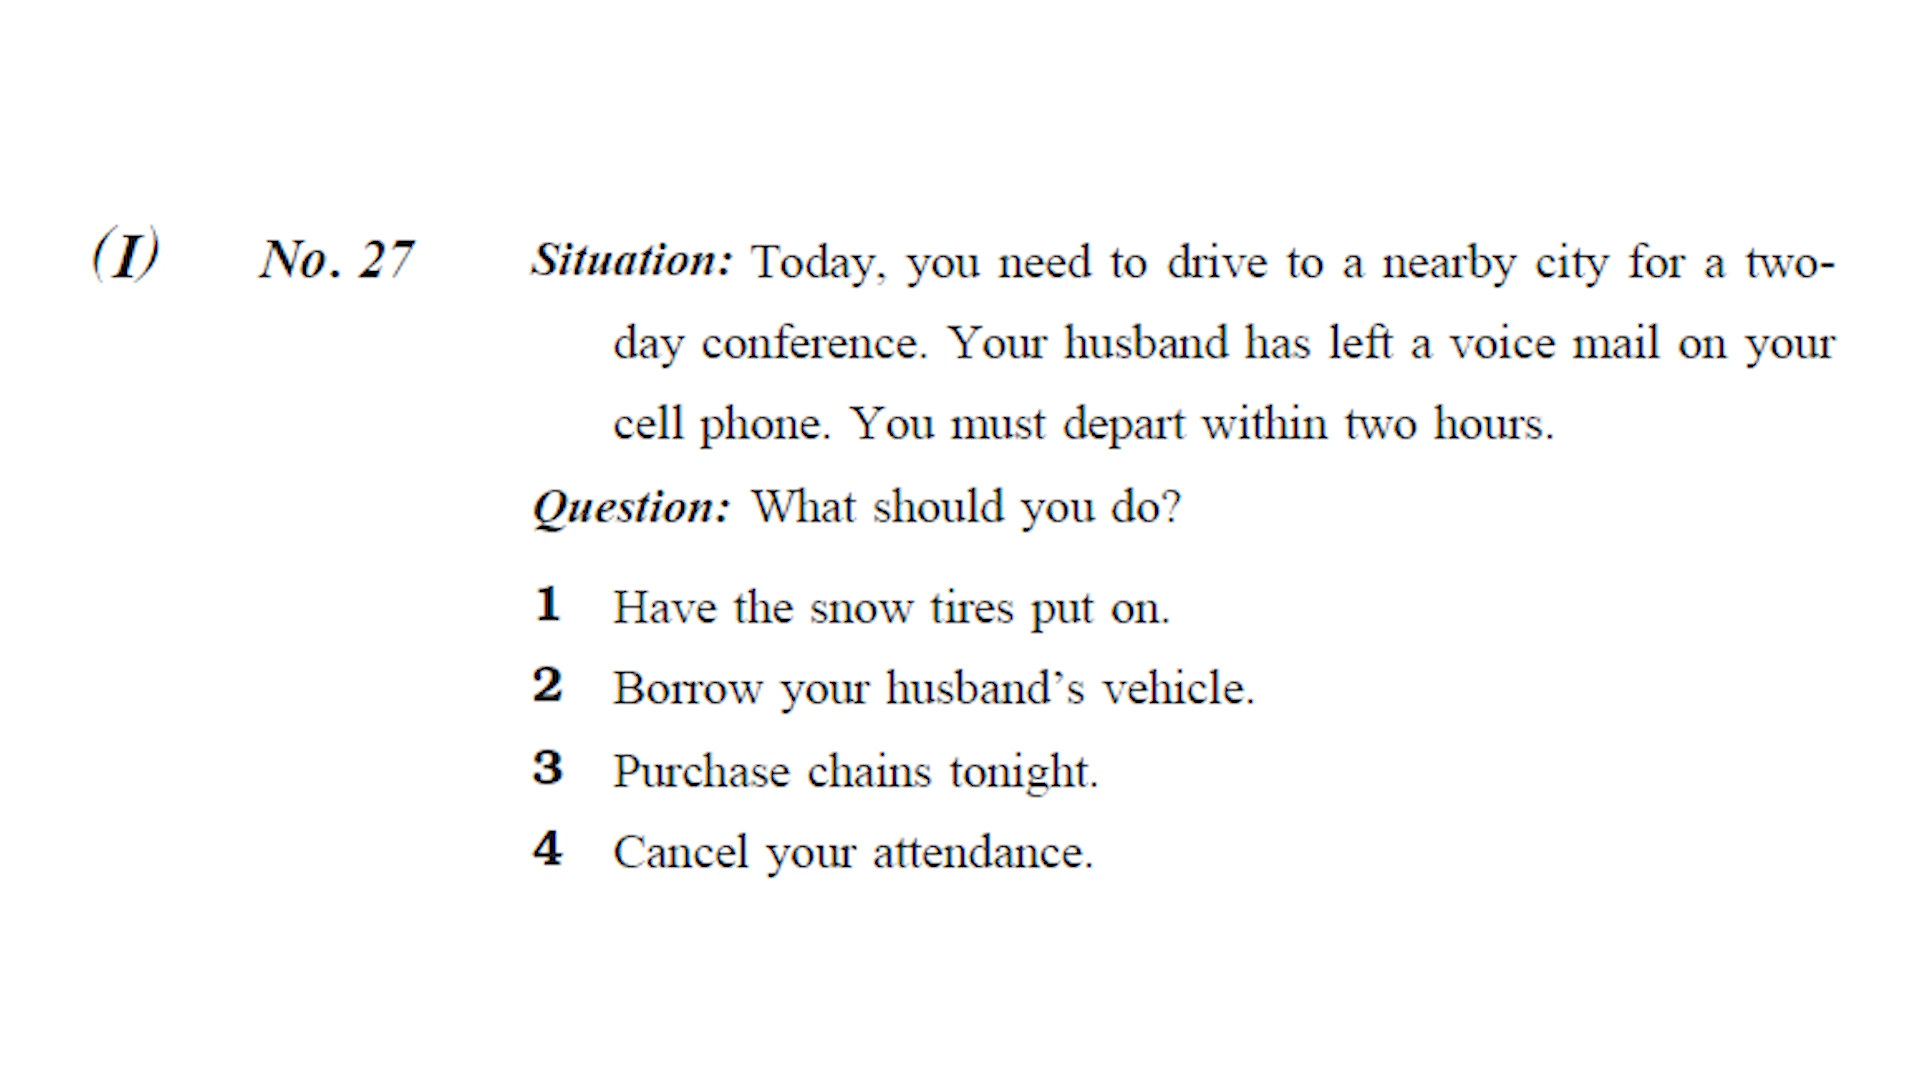 (I) No. 27 Situation: Today, you need to drive to a nearby city for a two-
day conference. Your husband has left a voice mail on your
cell phone. You must depart within two hours.
Question: What should you do?
1 Have the snow tires put on.
2 Borrow your husband's vehicle.
3 Purchase chains tonight.
4 Cancel your attendance.